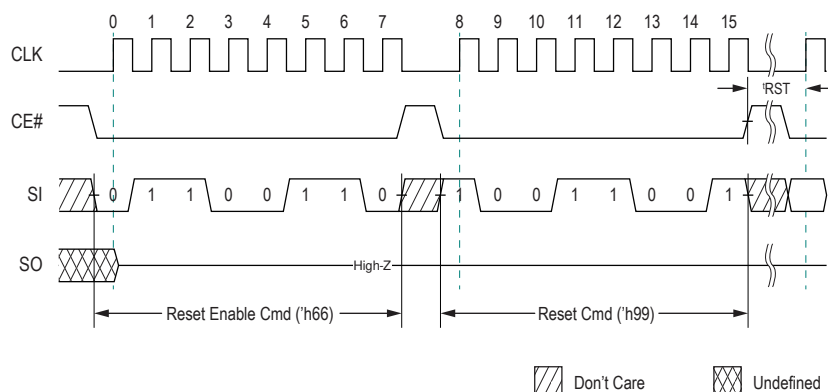 0 1 2 3 4 5 6 7 8 9 10 11 12 13 14 15
CLK
tRST
CE#
SI 0 1 1 0 0 1 1 0 1 0 0 1 1 0 0 1
SO
High-Z
Reset Enable Cmd ('h66) Reset Cmd ('h99)
Don't Care Undefined